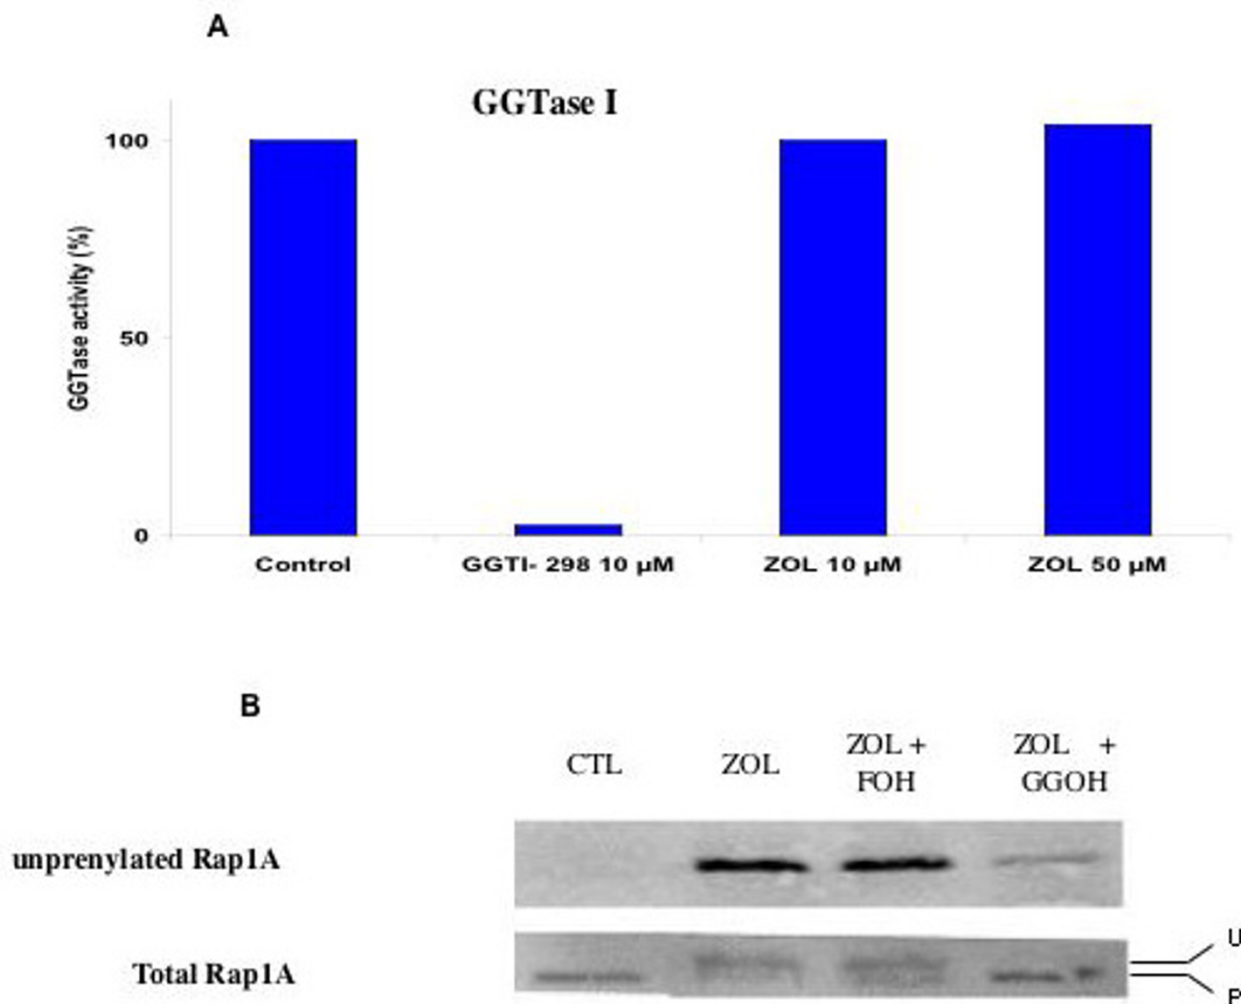 A
GGTase I
GGTase activity (%)
100
50
0
Control GGTI- 298 10 µM ZOL 10 µM ZOL 50 µM
B
CTL ZOL ZOL + FOH ZOL + GGOH
unprenylated Rap1A
Total Rap1A
U